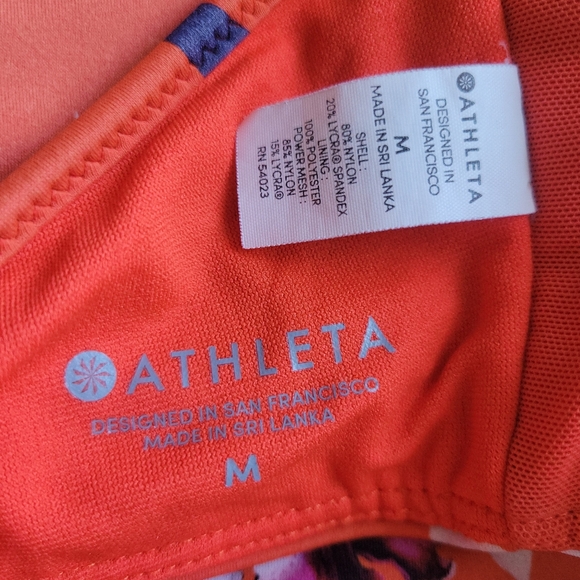 ATHLETA
DESIGNED IN
SAN FRANCISCO
M
MADE IN SRI LANKA
SHELL:
80% NYLON
20% LYCRA® SPANDEX
LINING:
100% POLYESTER
POWER MESH:
85% NYLON
15% LYCRA®
RN 54023
ATHLETA
DESIGNED IN SAN FRANCISCO
MADE IN SRI LANKA
M